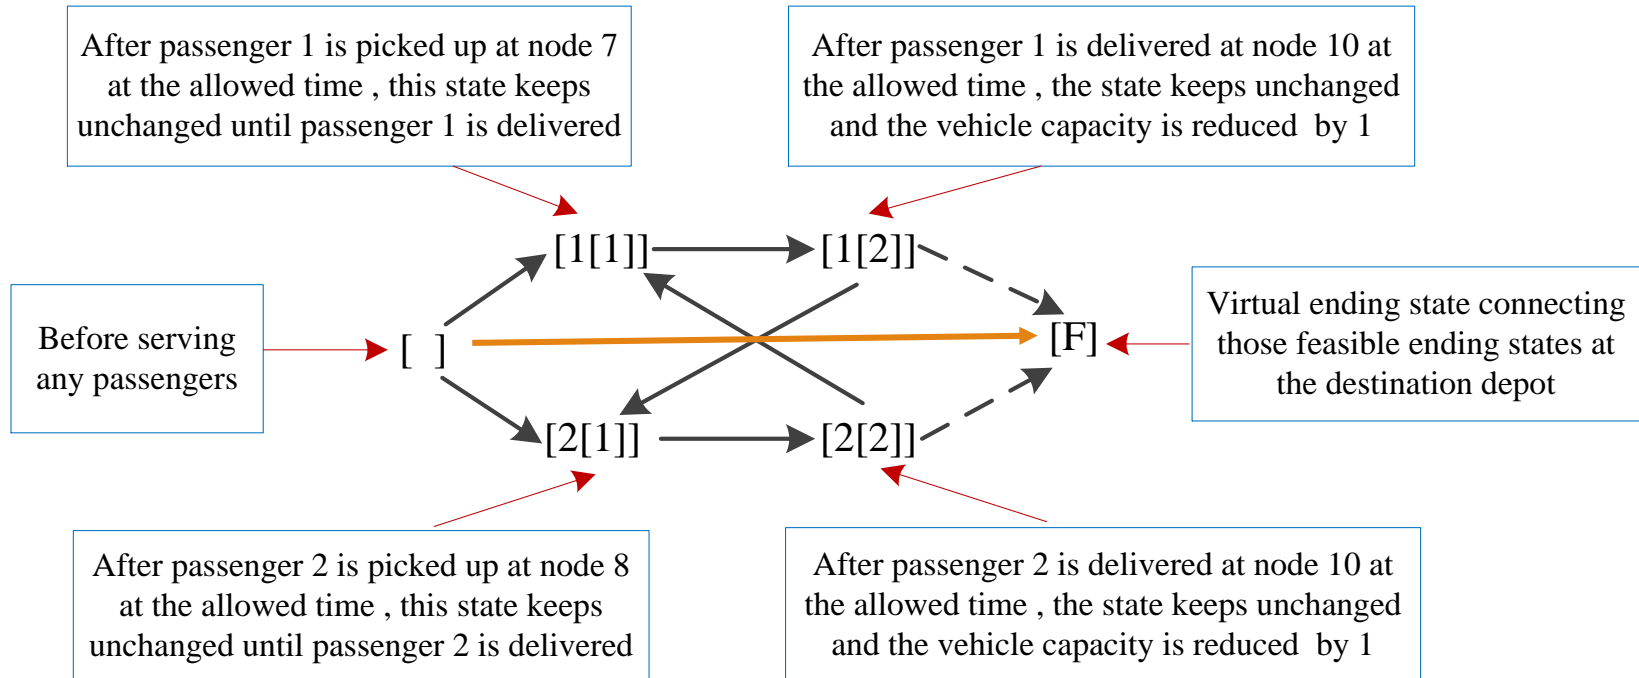 After passenger 1 is picked up at node 7
at the allowed time , this state keeps
unchanged until passenger 1 is delivered
After passenger 1 is delivered at node 10 at
the allowed time , the state keeps unchanged
and the vehicle capacity is reduced by 1
[1[1]]
[1[2]]
Before serving
any passengers
[ ]
[F]
Virtual ending state connecting
those feasible ending states at
the destination depot
[2[1]]
[2[2]]
After passenger 2 is picked up at node 8
at the allowed time , this state keeps
unchanged until passenger 2 is delivered
After passenger 2 is delivered at node 10 at
the allowed time , the state keeps unchanged
and the vehicle capacity is reduced by 1